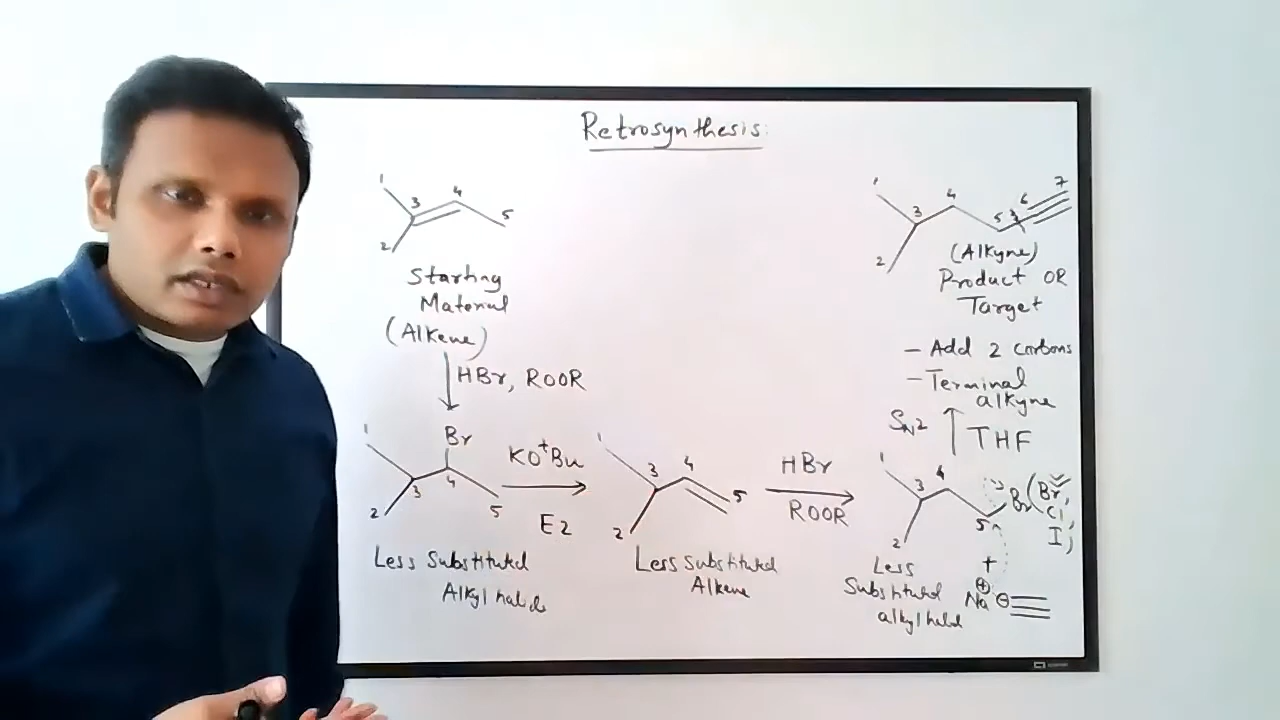 Retrosynthesis:
1
3
4
5
2
Starting
Material
(Alkene)
HBr, ROOR
1
3
4
5
6
7
2
(Alkyne)
Product OR
Target
- Add 2 carbons
- Terminal
alkyne
SN2
THF
1
Br
3
4
2
5
Less Substituted
Alkyl halide
KO+Bu
E2
1
3
4
5
2
Less Substituted
Alkene
HBr
ROOR
1
3
4
5
2
Br (Br,
Cl,
I)
Less
Substituted
alkyl halid
+
Na ⊕ ⊖